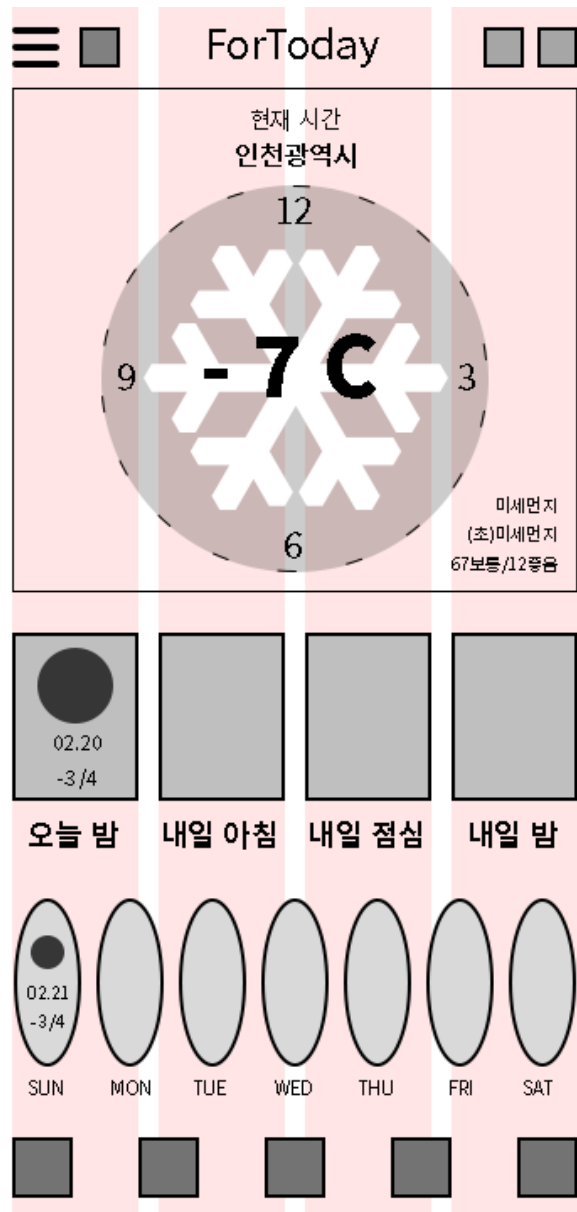 ForToday
현재 시간
인천광역시
12
9
- 7 C
3
6
미세먼지
(초)미세먼지
67보통/12좋음
02.20
-3/4
오늘 밤
내일 아침
내일 점심
내일 밤
02.21
-3/4
SUN
MON
TUE
WED
THU
FRI
SAT